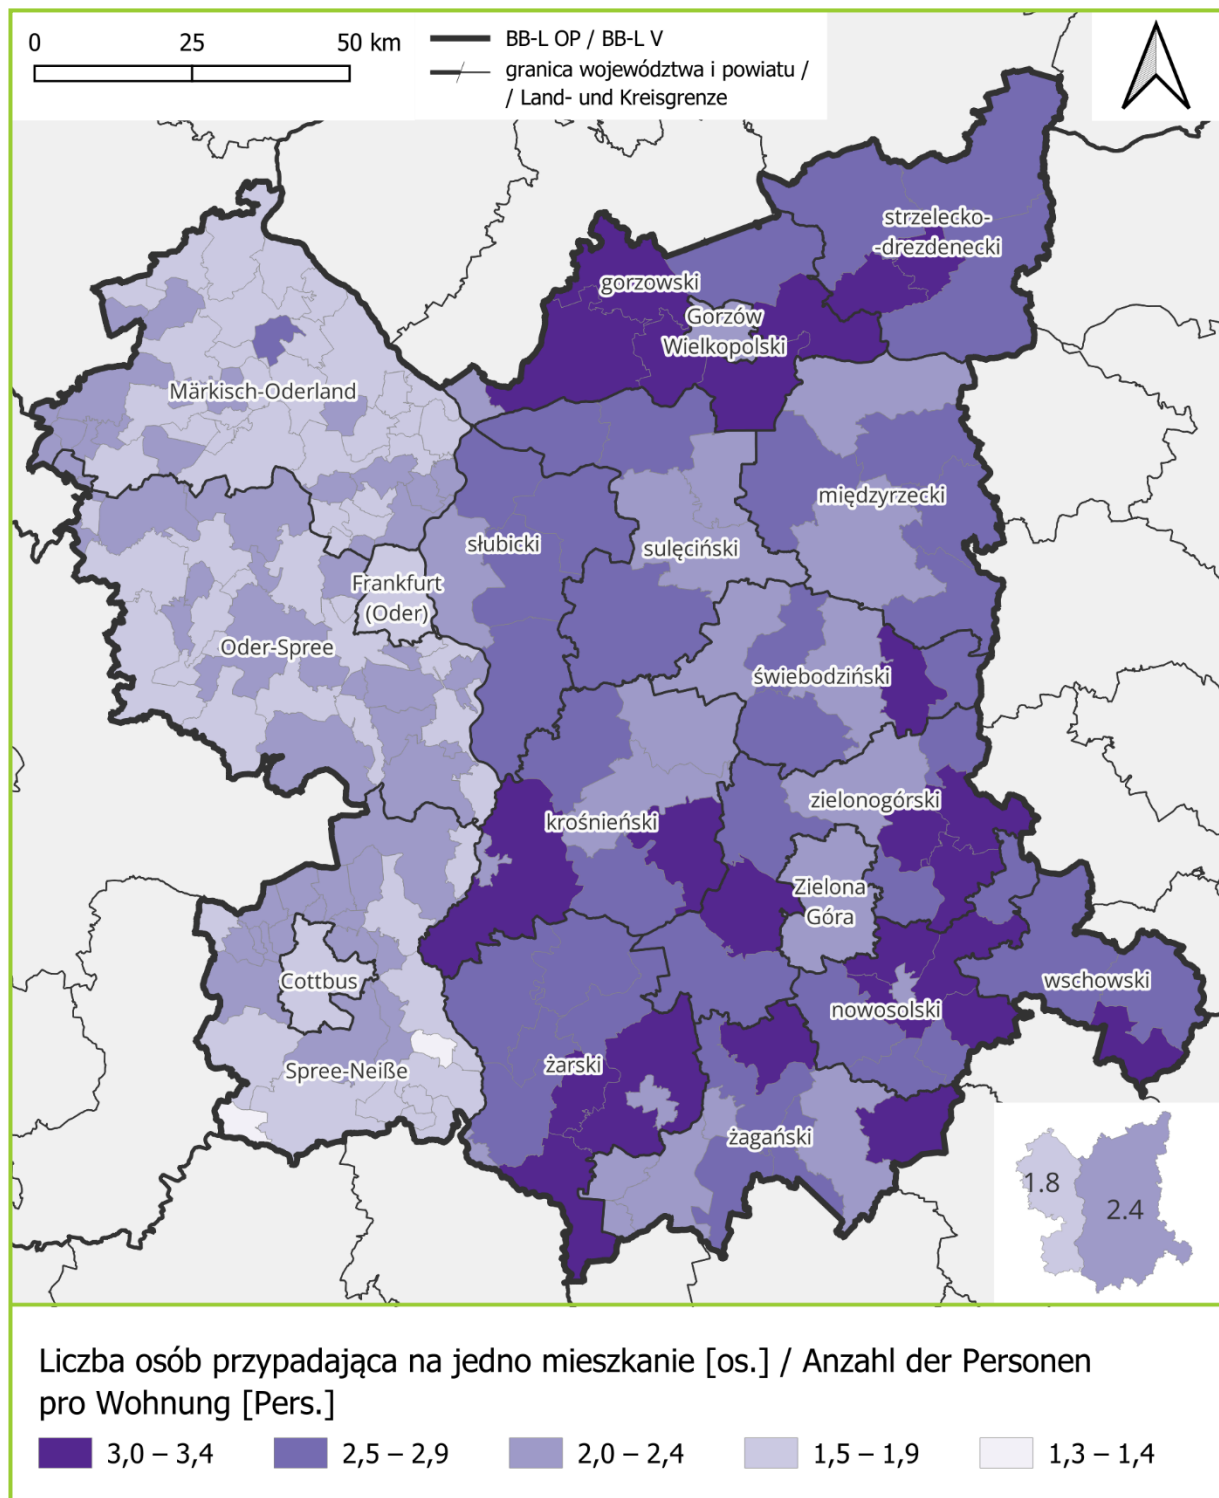 0 25 50 km
BB-L OP / BB-L V
granica województwa i powiatu /
/ Land- und Kreisgrenze
strzelecko-
-drezdenecki
gorzowski
Gorzów
Wielkopolski
Märkisch-Oderland
międzyrzecki
słubicki
sulęciński
Frankfurt
(Oder)
Oder-Spree
świebodziński
zielonogórski
krośnieński
Zielona
Góra
Cottbus
wschowski
nowosolski
Spree-Neiße
żarski
żagański
1.8
2.4
Liczba osób przypadająca na jedno mieszkanie [os.] / Anzahl der Personen
pro Wohnung [Pers.]
3,0 – 3,4 2,5 – 2,9 2,0 – 2,4 1,5 – 1,9 1,3 – 1,4